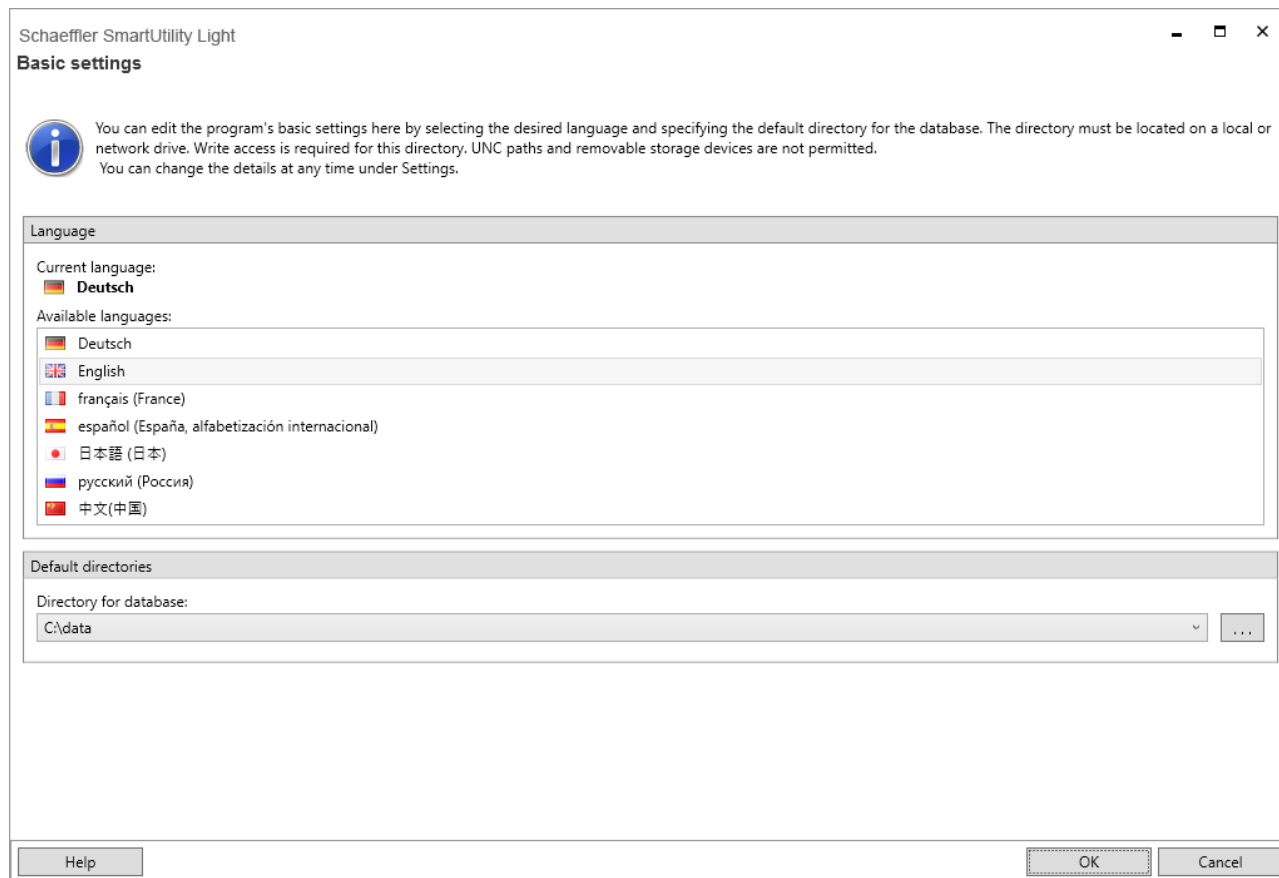 Schaeffler SmartUtility Light
Basic settings
You can edit the program's basic settings here by selecting the desired language and specifying the default directory for the database. The directory must be located on a local or
network drive. Write access is required for this directory. UNC paths and removable storage devices are not permitted.
You can change the details at any time under Settings.
Language
Current language:
Deutsch
Available languages:
Deutsch
English
français (France)
español (España, alfabetización internacional)
日本語 (日本)
русский (Россия)
中文(中国)
Default directories
Directory for database:
C:\data
...
Help
OK
Cancel